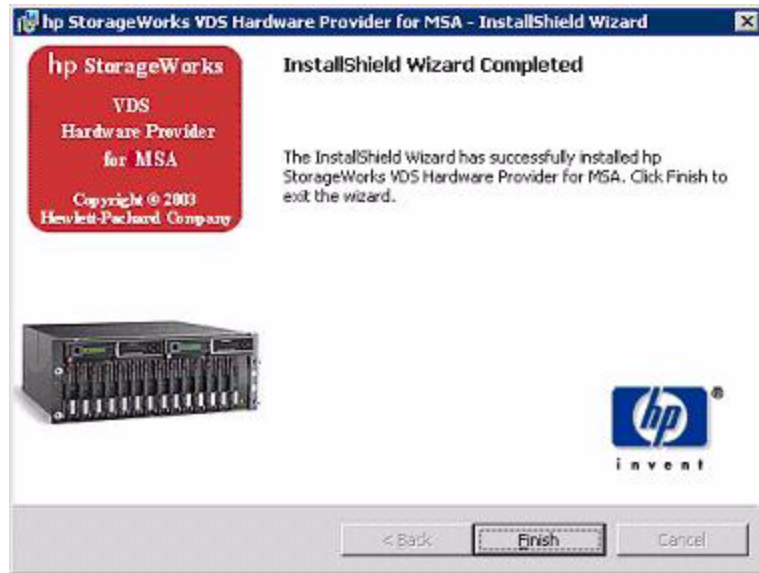 hp StorageWorks VDS Hardware Provider for MSA - InstallShield Wizard
hp StorageWorks
VDS
Hardware Provider
for MSA
Copyright © 2003
Hewlett-Packard Company
InstallShield Wizard Completed
The InstallShield Wizard has successfully installed hp
StorageWorks VDS Hardware Provider for MSA. Click Finish to
exit the wizard.
hp ®
invent
< Back
Finish
Cancel